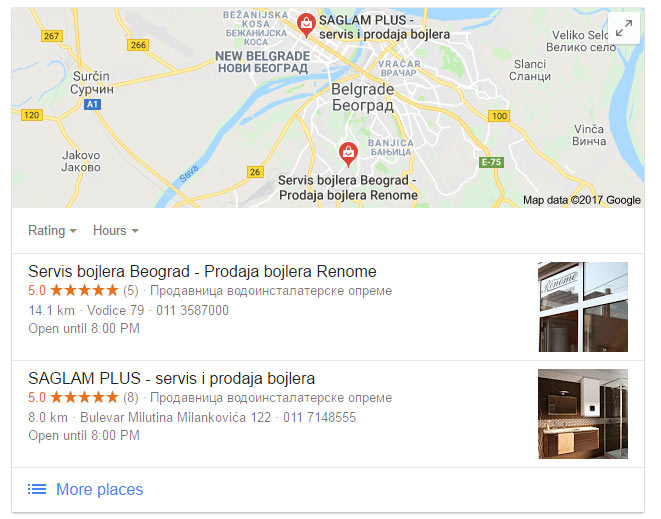 SAGLAM PLUS -
servis i prodaja bojlera
BEŽANIJSKA
KOSA
БЕЖАНИЈСКА
КОСА
267
266
NEW BELGRADE
НОВИ БЕОГРАД
VRAČAR
ВРАЧАР
Veliko Selo
Велико село
Slanci
Сланци
Surčin
Сурчин
A1
Belgrade
Београд
120
100
Vinča
Винча
Jakovo
Јаково
Sava
BANJICA
БАЊИЦА
E-75
26
Servis bojlera Beograd -
Prodaja bojlera Renome
Map data ©2017 Google
Rating Hours
Servis bojlera Beograd - Prodaja bojlera Renome
5.0 ★★★★★ (5) · Продавница водоинсталатерске опреме
14.1 km · Vodice 79 · 011 3587000
Open until 8:00 PM
Renome
SAGLAM PLUS - servis i prodaja bojlera
5.0 ★★★★★ (8) · Продавница водоинсталатерске опреме
8.0 km · Bulevar Milutina Milankovića 122 · 011 7148555
Open until 8:00 PM
More places